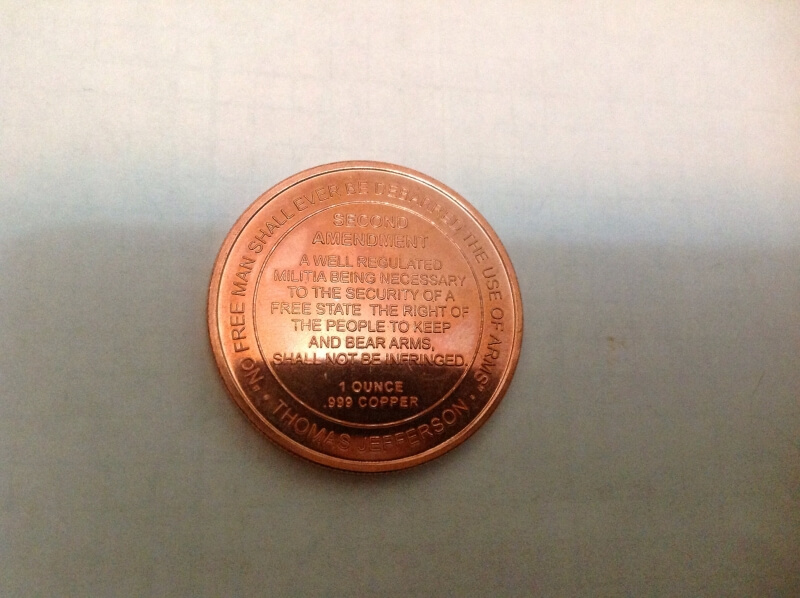 "NO FREE MAN SHALL EVER BE DEBARRED THE USE OF ARMS"
• THOMAS JEFFERSON •
SECOND
AMENDMENT
A WELL REGULATED
MILITIA BEING NECESSARY
TO THE SECURITY OF A
FREE STATE THE RIGHT OF
THE PEOPLE TO KEEP
AND BEAR ARMS,
SHALL NOT BE INFRINGED.
1 OUNCE
.999 COPPER